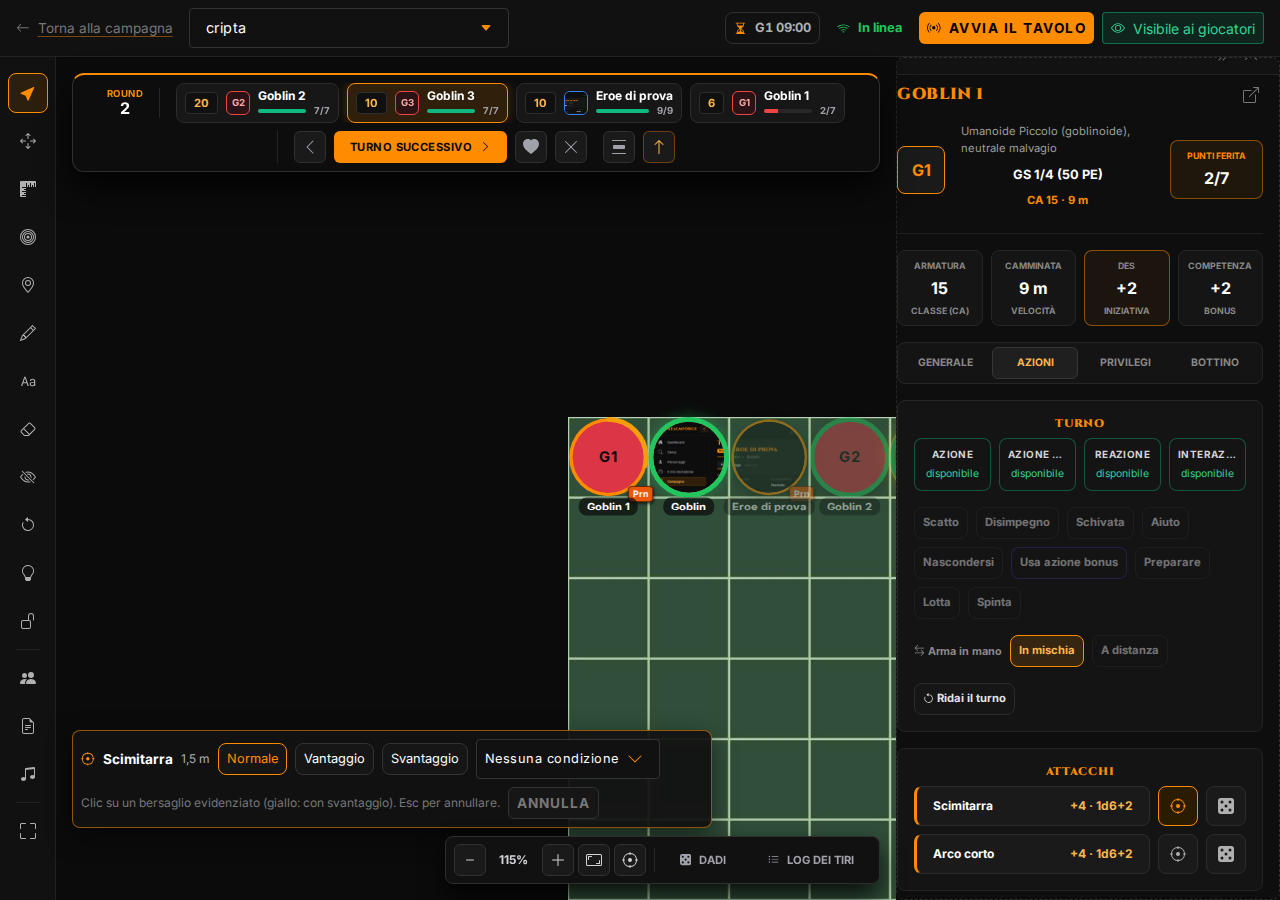 Torna alla campagna
cripta
G1 09:00
In linea
AVVIA IL TAVOLO
Visibile ai giocatori
ROUND
2
20 G2 Goblin 2 7/7
10 G3 Goblin 3 7/7
10 Eroe di prova 9/9
6 G1 Goblin 1 2/7
TURNO SUCCESSIVO
Aa
G1
Prn
Goblin 1
Goblin
EROE DI PROVA
Prn
Eroe di prova
G2
Goblin 2
Scimitarra 1,5 m Normale Vantaggio Svantaggio Nessuna condizione
Clic su un bersaglio evidenziato (giallo: con svantaggio). Esc per annullare. ANNULLA
115%
DADI
LOG DEI TIRI
GOBLIN 1
G1
Umanoide Piccolo (goblinoide),
neutrale malvagio
GS 1/4 (50 PE)
CA 15 · 9 m
PUNTI FERITA
2/7
ARMATURA
15
CLASSE (CA)
CAMMINATA
9 m
VELOCITÀ
DES
+2
INIZIATIVA
COMPETENZA
+2
BONUS
GENERALE AZIONI PRIVILEGI BOTTINO
TURNO
AZIONE
disponibile
AZIONE ...
disponibile
REAZIONE
disponibile
INTERAZ...
disponibile
Scatto Disimpegno Schivata Aiuto
Nascondersi Usa azione bonus Preparare
Lotta Spinta
Arma in mano In mischia A distanza
Ridai il turno
ATTACCHI
Scimitarra +4 · 1d6+2
Arco corto +4 · 1d6+2